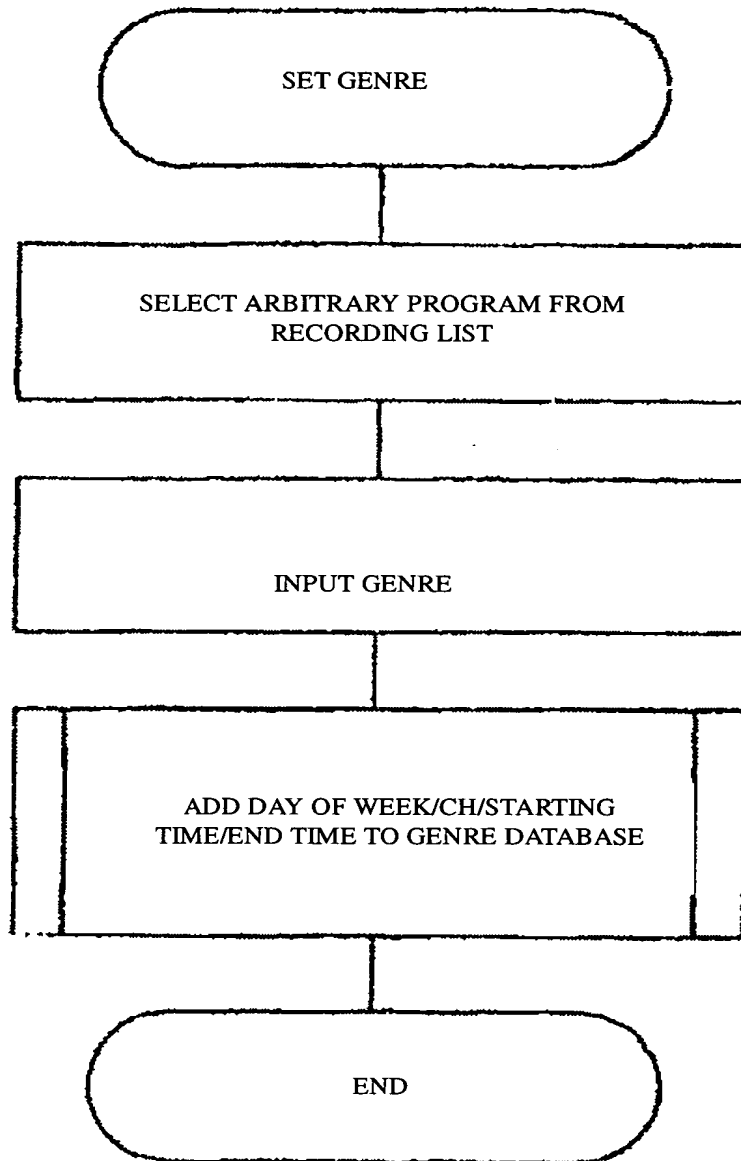 SET GENRE
SELECT ARBITRARY PROGRAM FROM
RECORDING LIST
INPUT GENRE
ADD DAY OF WEEK/CH/STARTING
TIME/END TIME TO GENRE DATABASE
END